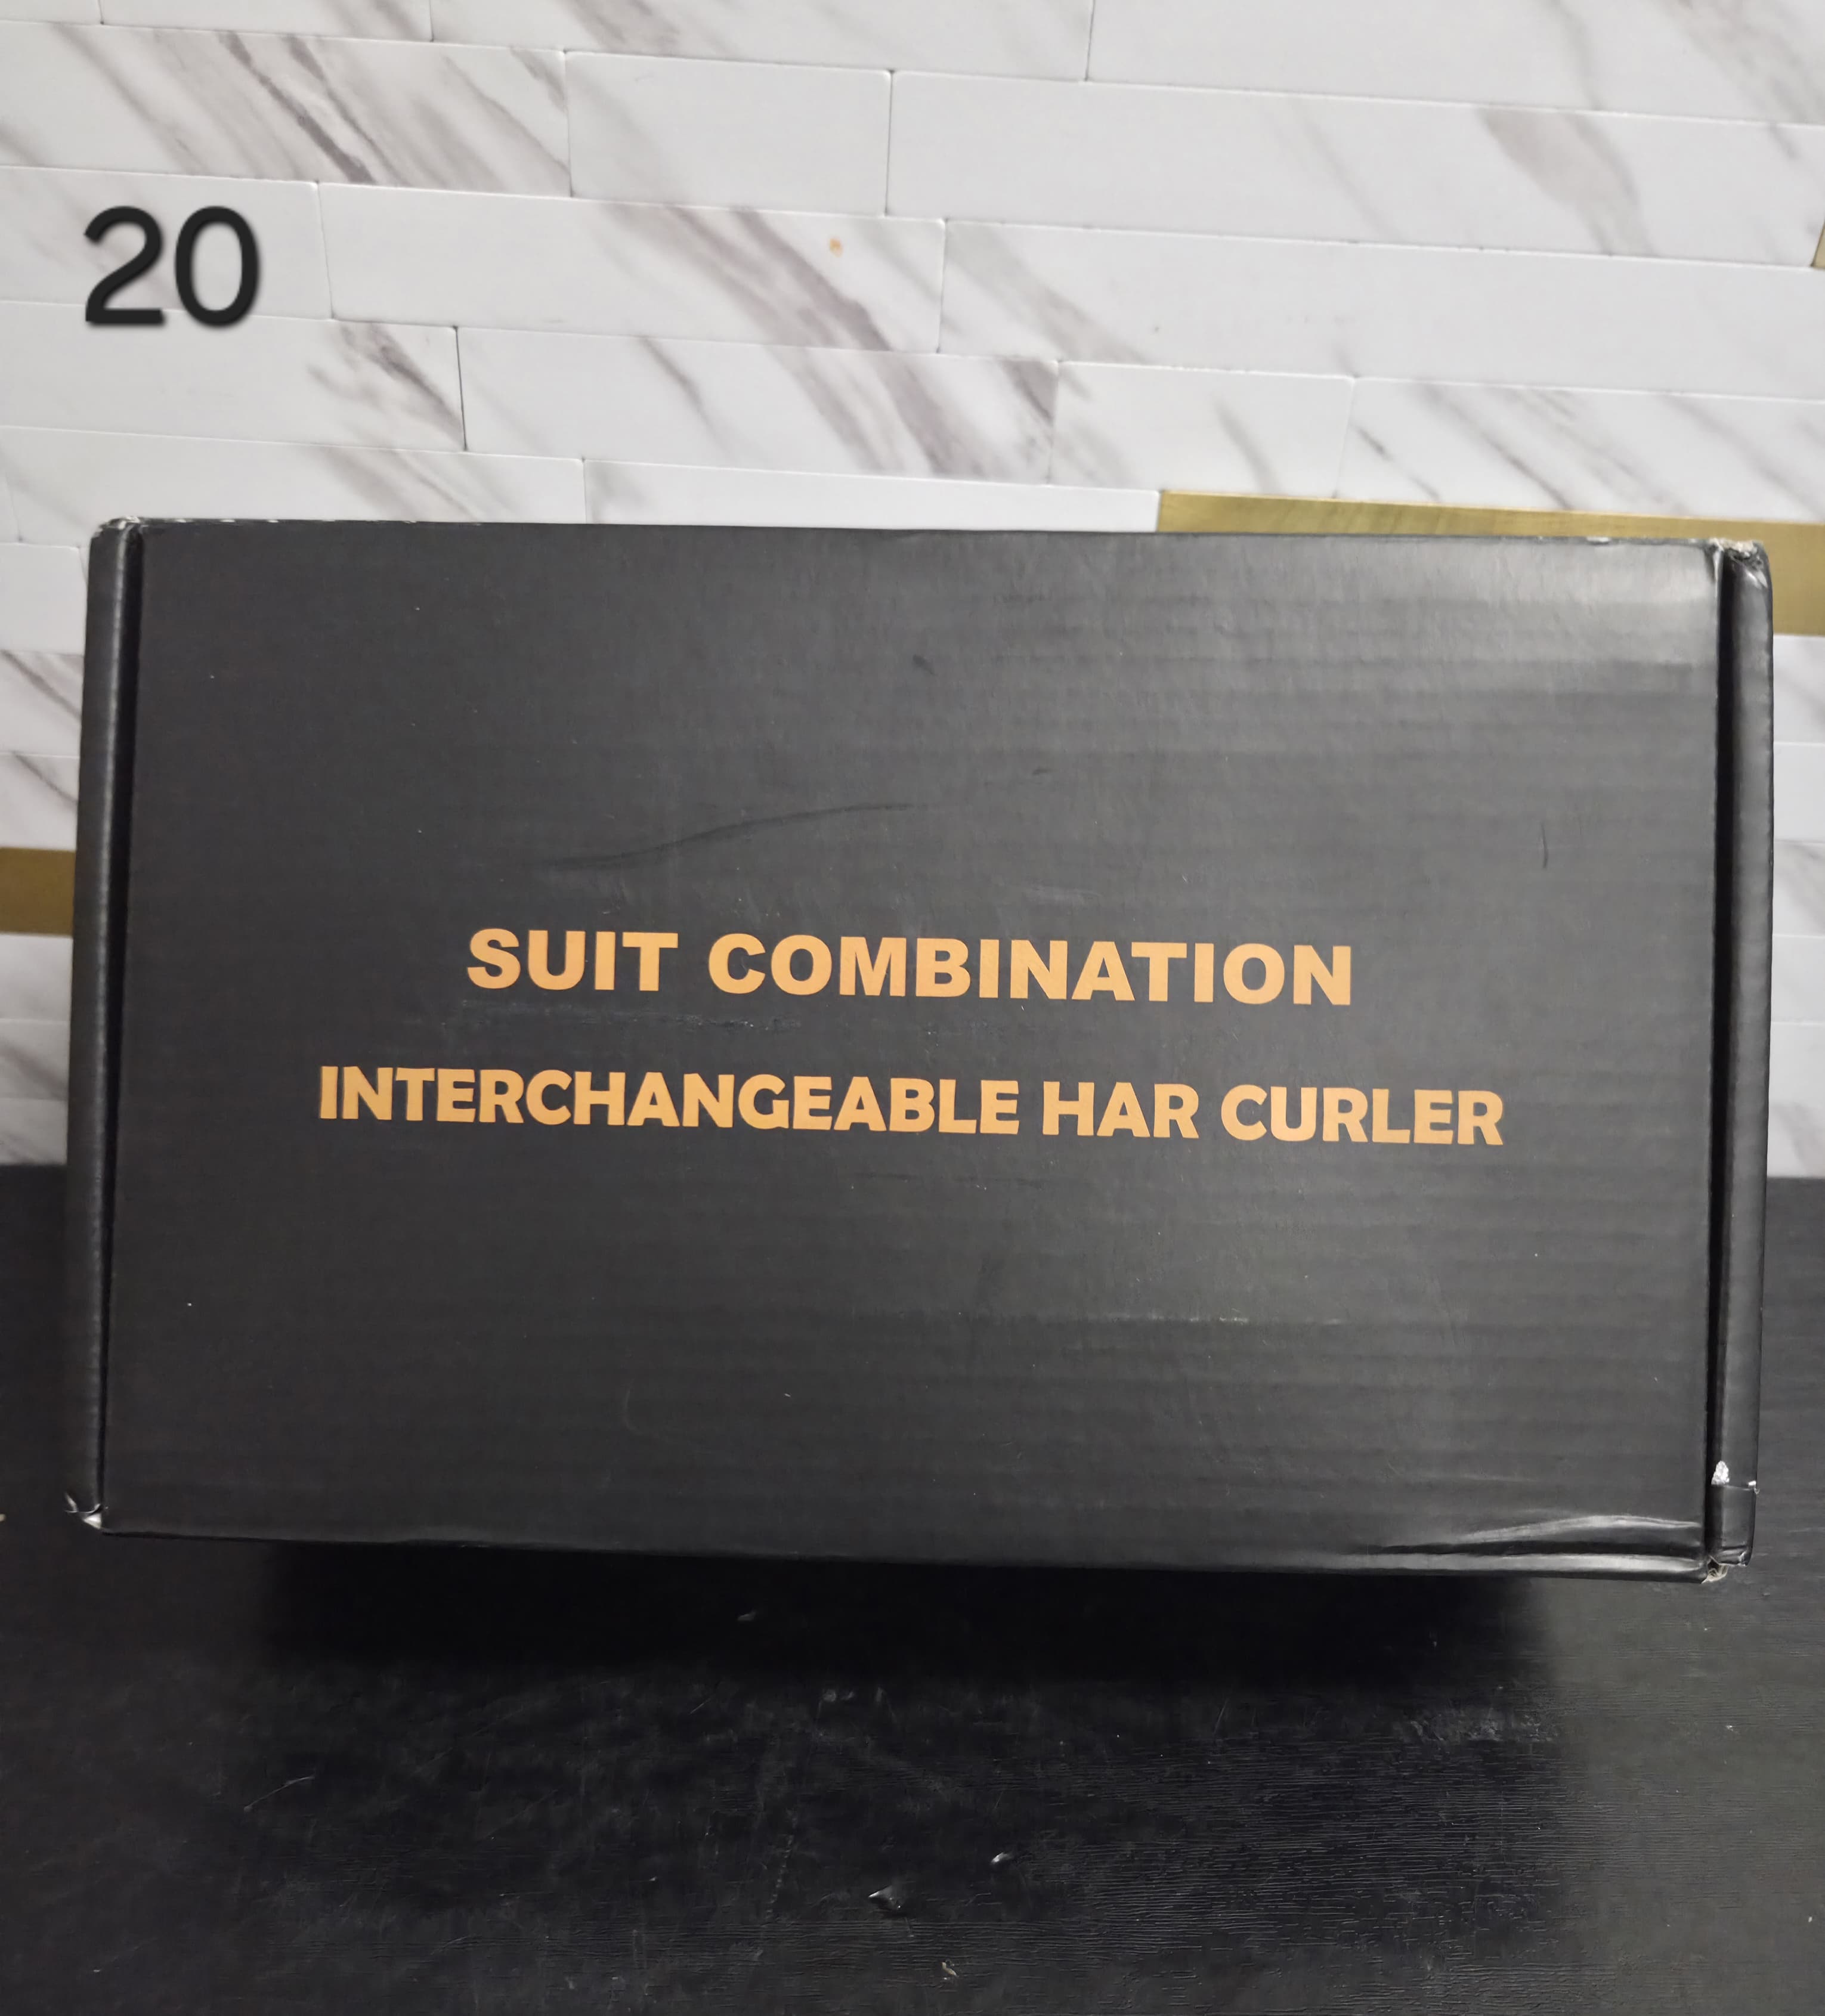 20
SUIT COMBINATION
INTERCHANGEABLE HAR CURLER